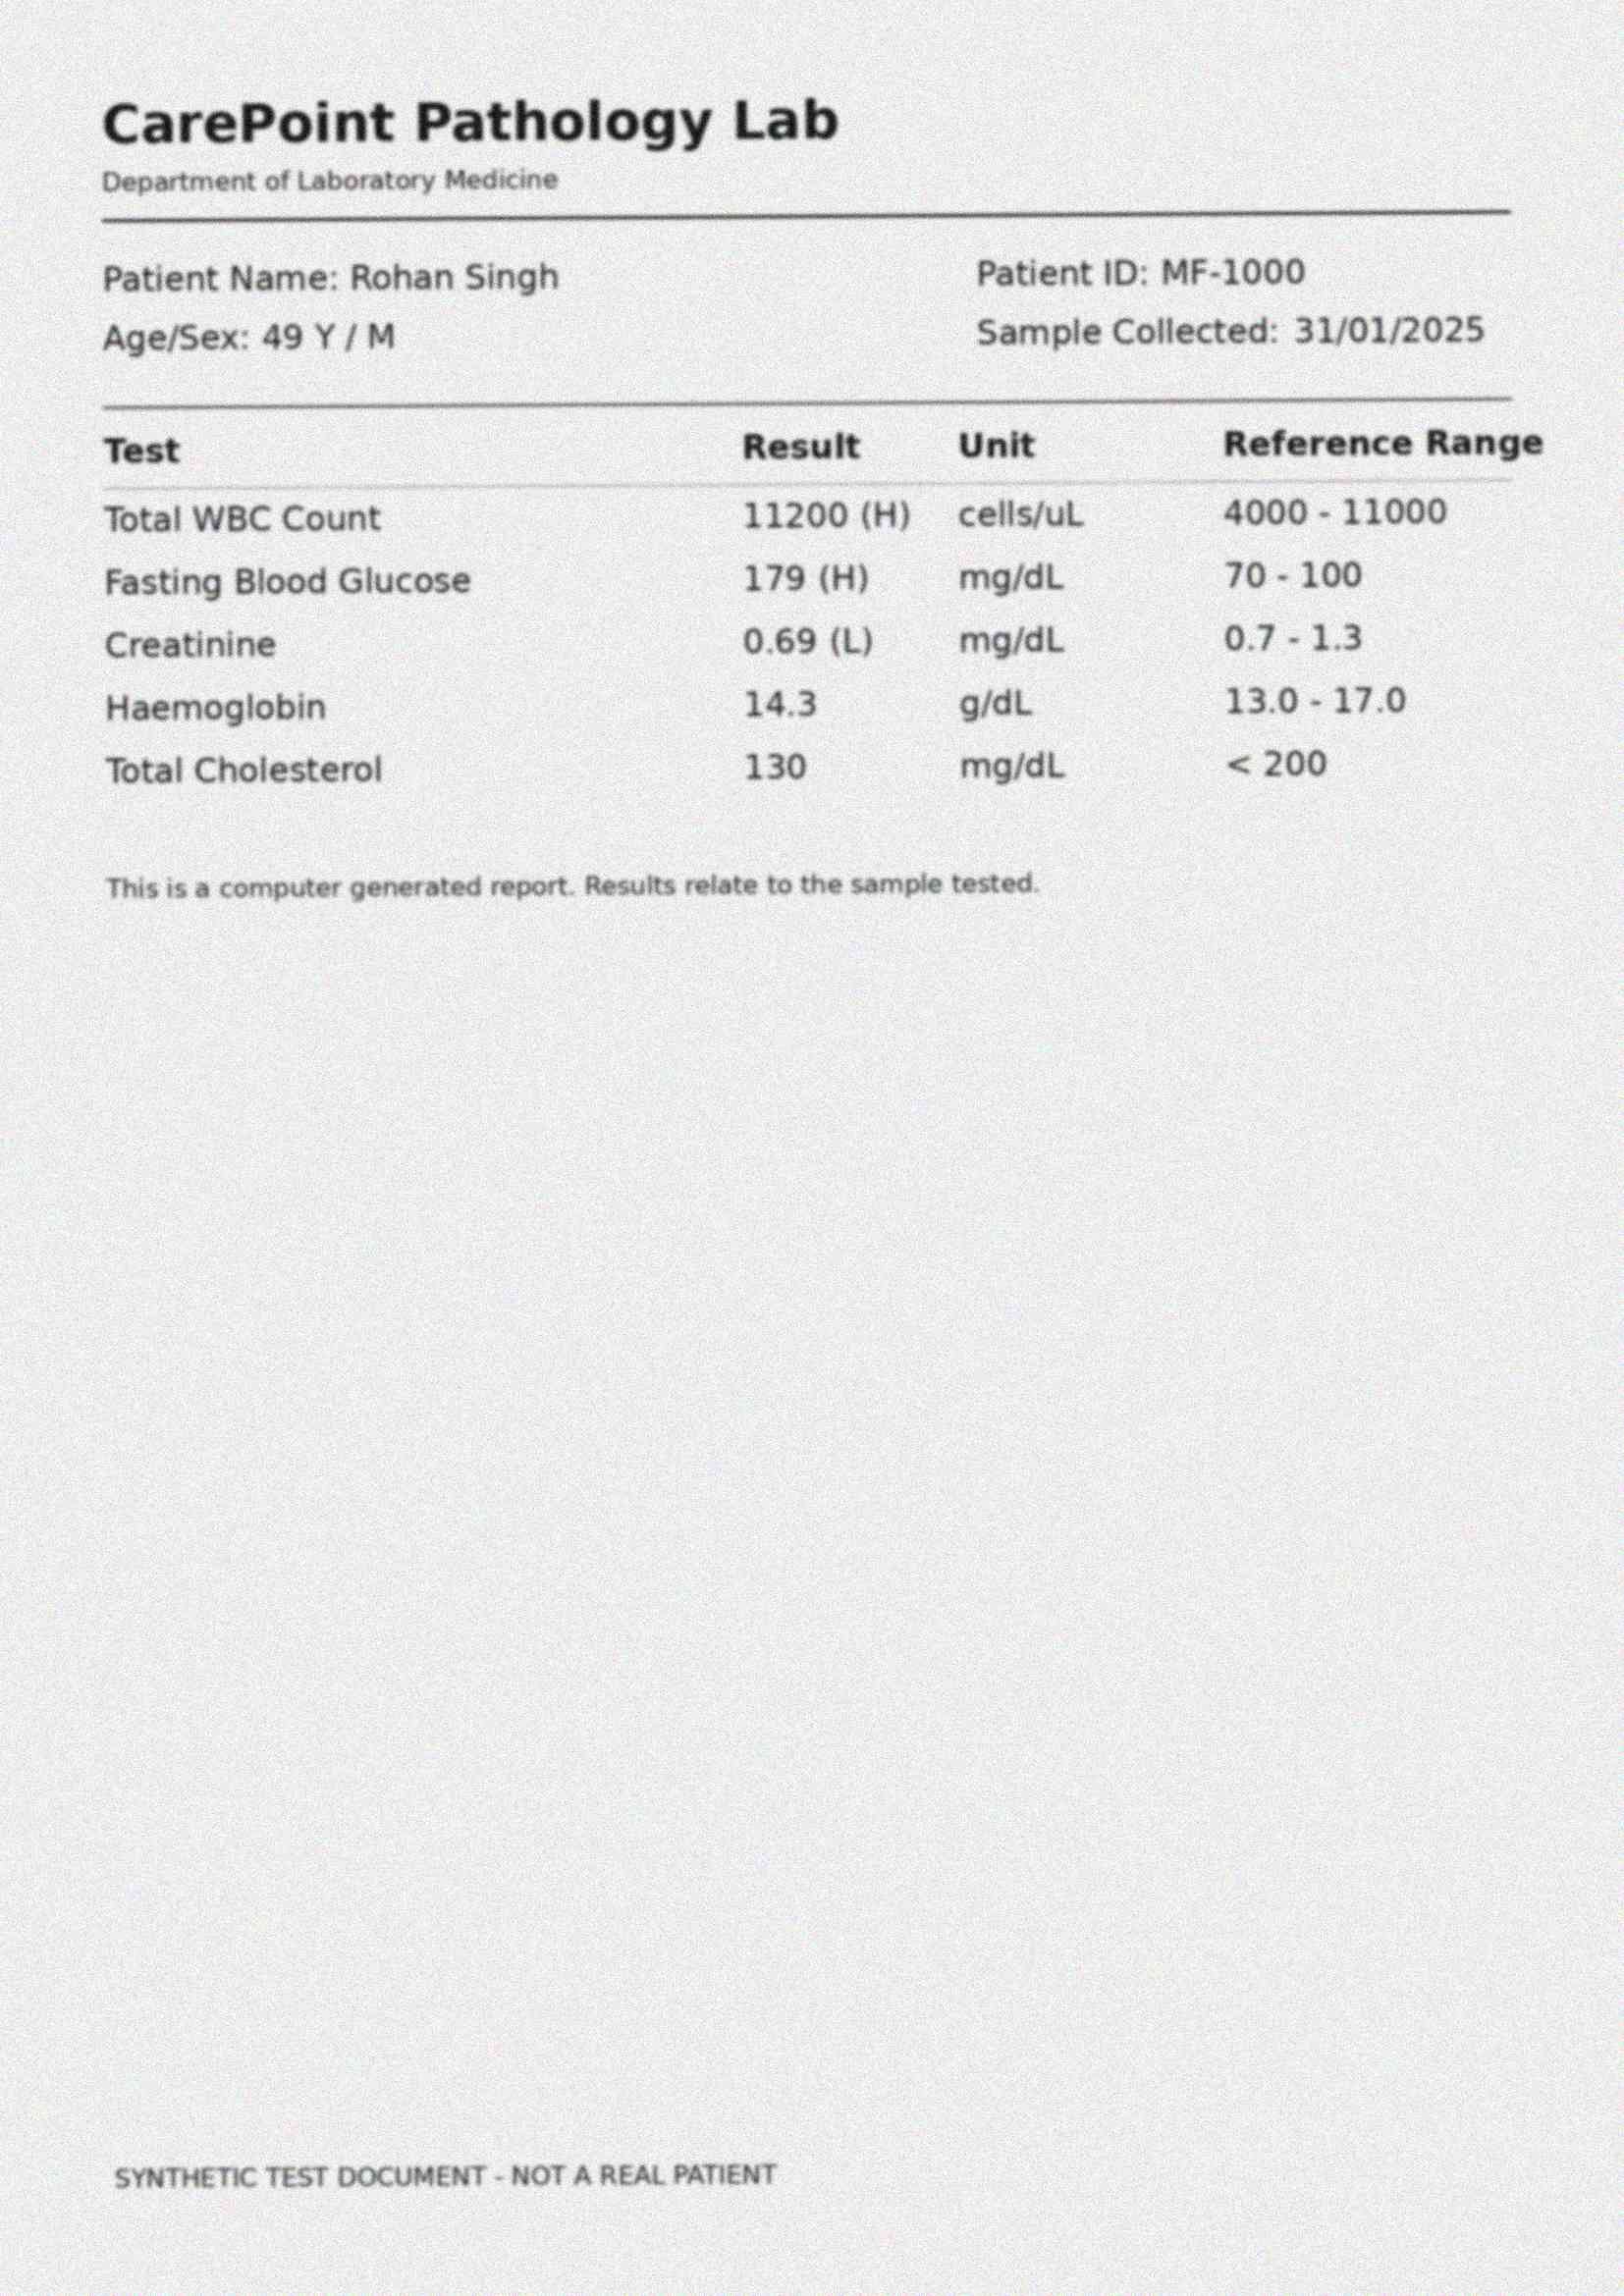 CarePoint Pathology Lab
Department of Laboratory Medicine
Patient Name: Rohan Singh Patient ID: MF-1000
Age/Sex: 49 Y / M Sample Collected: 31/01/2025
Test Result Unit Reference Range
Total WBC Count 11200 (H) cells/uL 4000 - 11000
Fasting Blood Glucose 179 (H) mg/dL 70 - 100
Creatinine 0.69 (L) mg/dL 0.7 - 1.3
Haemoglobin 14.3 g/dL 13.0 - 17.0
Total Cholesterol 130 mg/dL < 200
This is a computer generated report. Results relate to the sample tested.
SYNTHETIC TEST DOCUMENT - NOT A REAL PATIENT